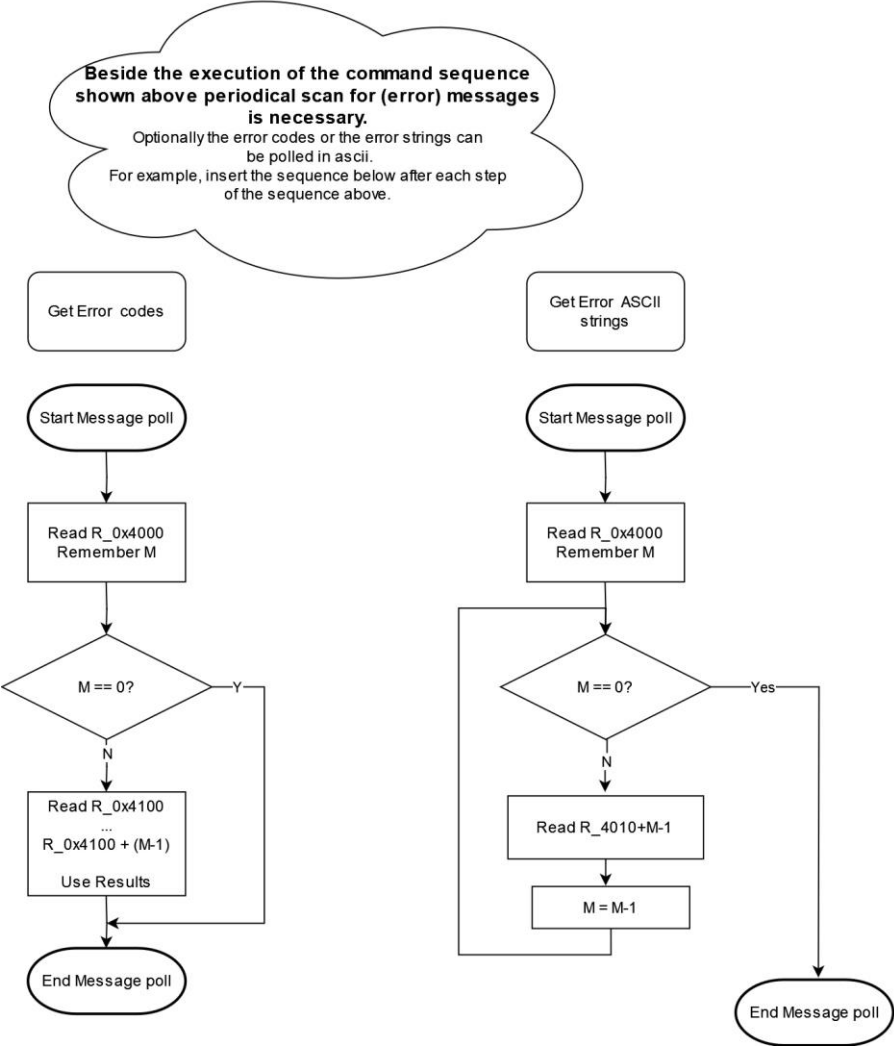 Beside the execution of the command sequence
shown above periodical scan for (error) messages
is necessary.
Optionally the error codes or the error strings can
be polled in ascii.
For example, insert the sequence below after each step
of the sequence above.
Get Error codes
Start Message poll
Read R_0x4000
Remember M
M == 0?
Y
N
Read R_0x4100
...
R_0x4100 + (M-1)
Use Results
End Message poll
Get Error ASCII
strings
Start Message poll
Read R_0x4000
Remember M
M == 0?
Yes
N
Read R_4010+M-1
M = M-1
End Message poll